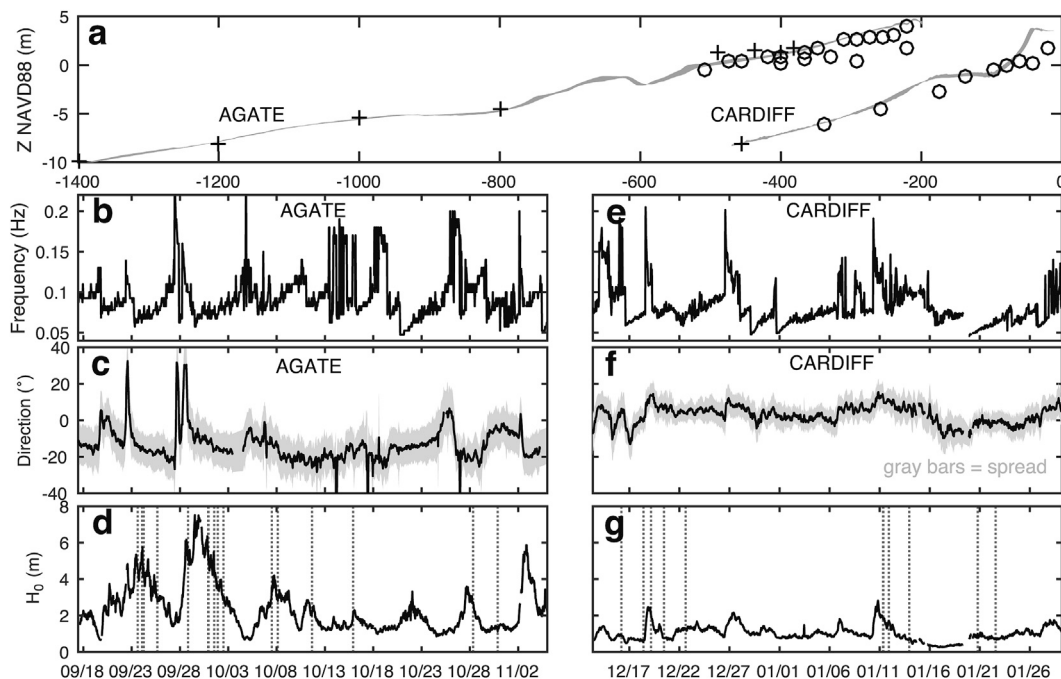 a
Z NAVD88 (m)
5
0
-5
-10
AGATE
CARDIFF
-1400
-1200
-1000
-800
-600
-400
-200
0
b
AGATE
Frequency (Hz)
0.2
0.15
0.1
0.05
e
CARDIFF
c
AGATE
Direction (°)
40
20
0
-20
-40
f
CARDIFF
gray bars = spread
d
H0 (m)
8
6
4
2
0
09/18 09/23 09/28 10/03 10/08 10/13 10/18 10/23 10/28 11/02
g
12/17 12/22 12/27 01/01 01/06 01/11 01/16 01/21 01/26